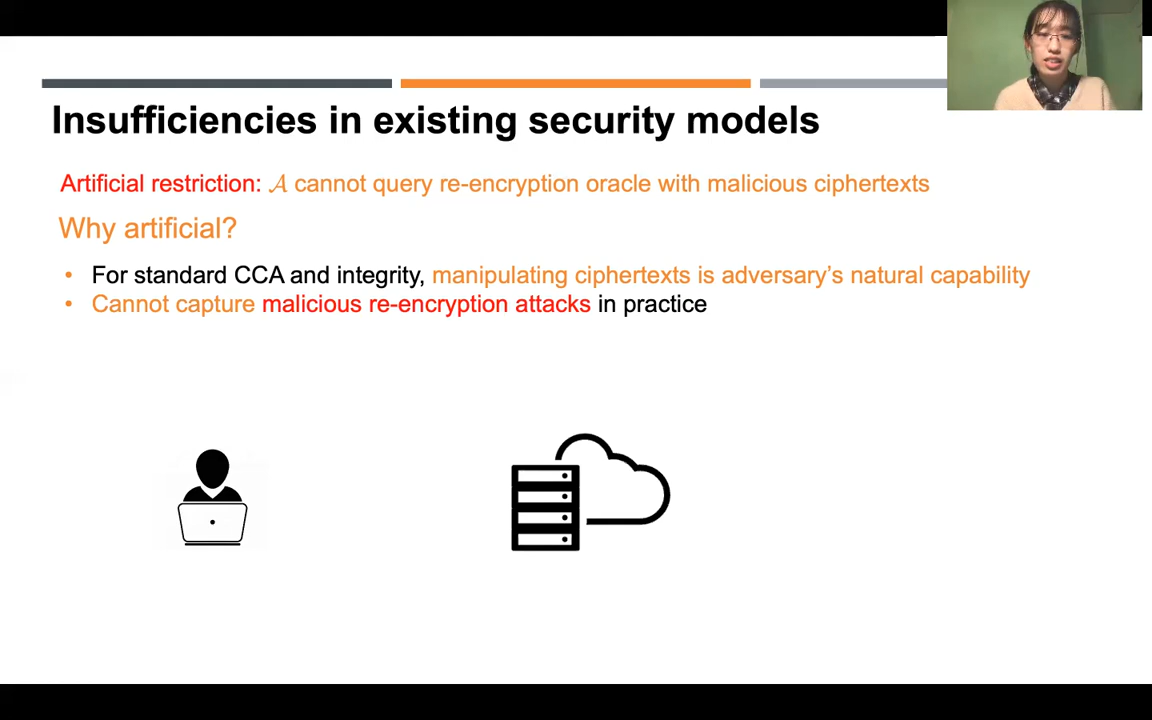 Insufficiencies in existing security models
Artificial restriction: 𝒜 cannot query re-encryption oracle with malicious ciphertexts
Why artificial?
• For standard CCA and integrity, manipulating ciphertexts is adversary’s natural capability
• Cannot capture malicious re-encryption attacks in practice